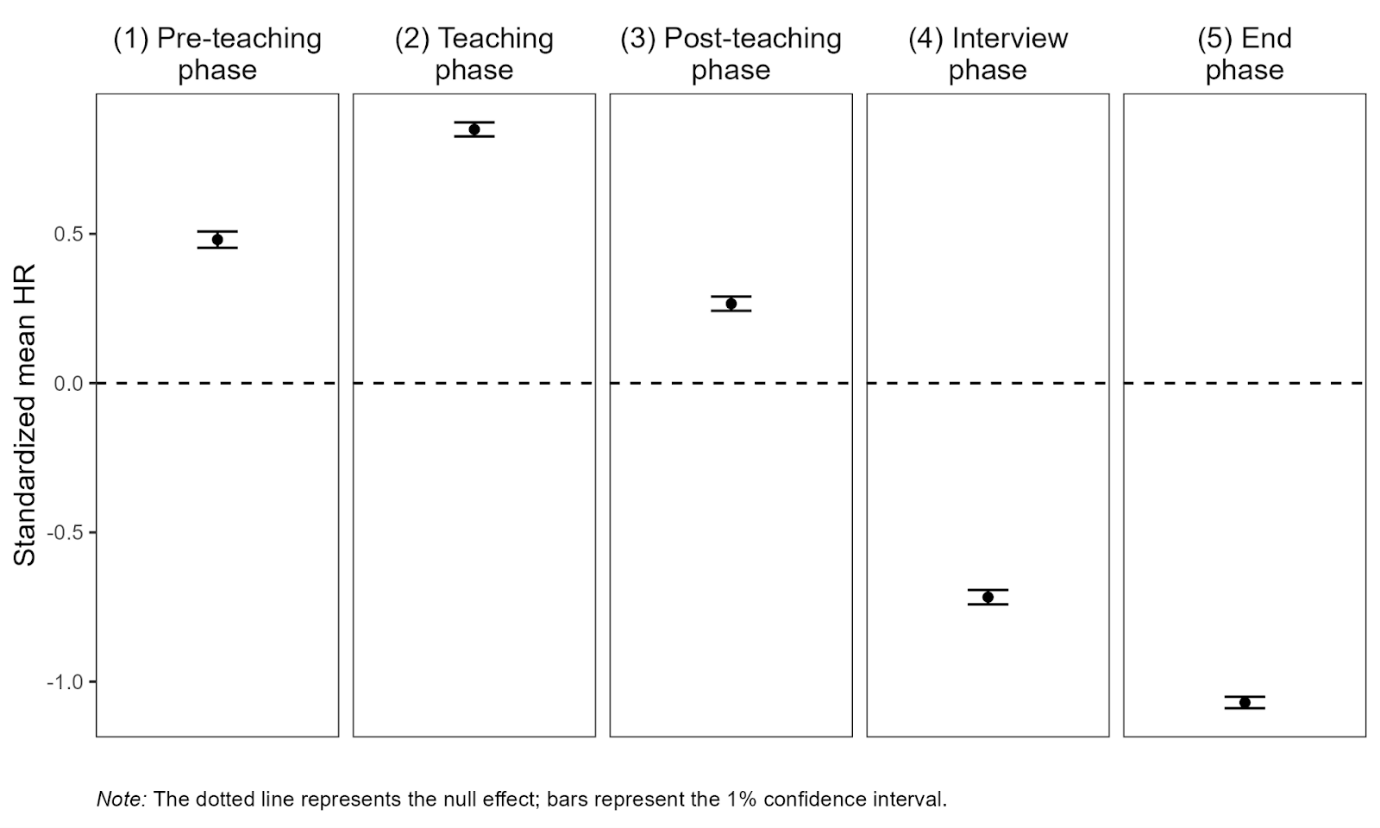 (1) Pre-teaching
phase
(2) Teaching
phase
(3) Post-teaching
phase
(4) Interview
phase
(5) End
phase
Standardized mean HR
0.5
0.0
-0.5
-1.0
Note: The dotted line represents the null effect; bars represent the 1% confidence interval.